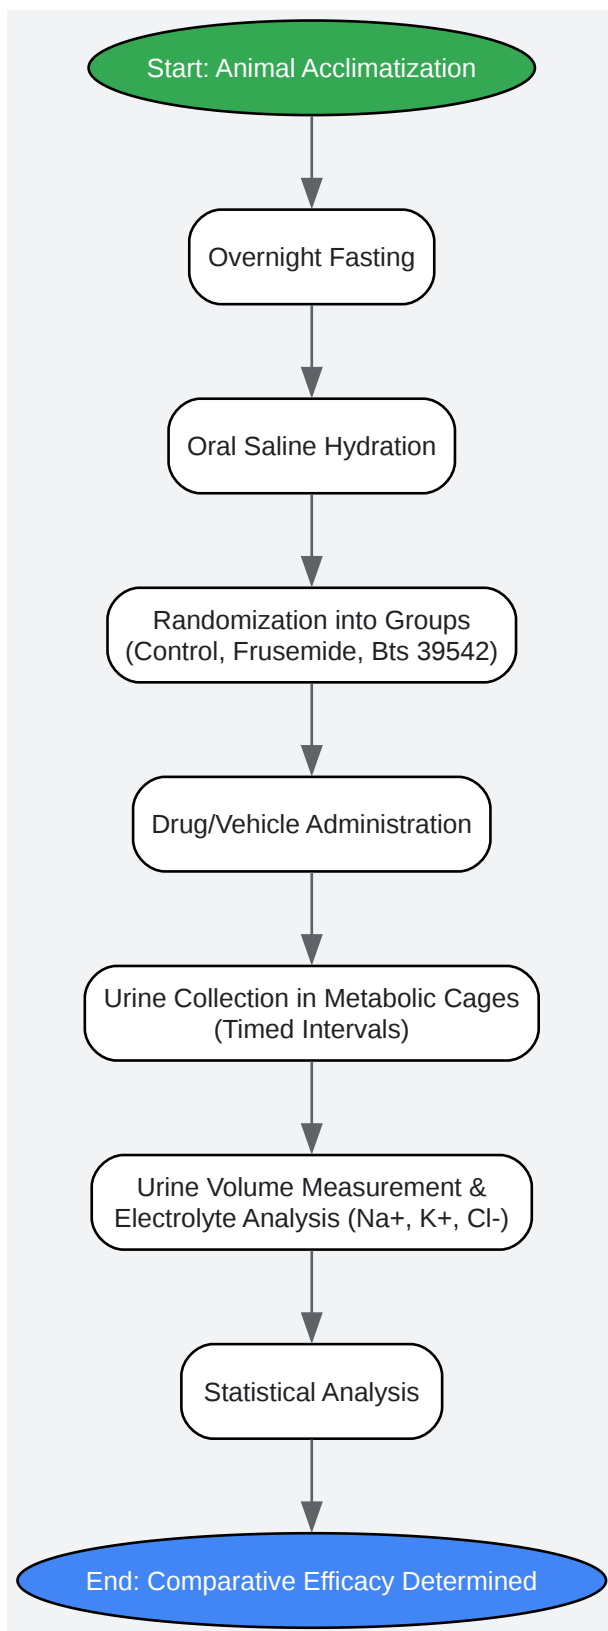 Start: Animal Acclimatization
Overnight Fasting
Oral Saline Hydration
Randomization into Groups
(Control, Frusemide, Bts 39542)
Drug/Vehicle Administration
Urine Collection in Metabolic Cages
(Timed Intervals)
Urine Volume Measurement &
Electrolyte Analysis (Na+, K+, Cl-)
Statistical Analysis
End: Comparative Efficacy Determined